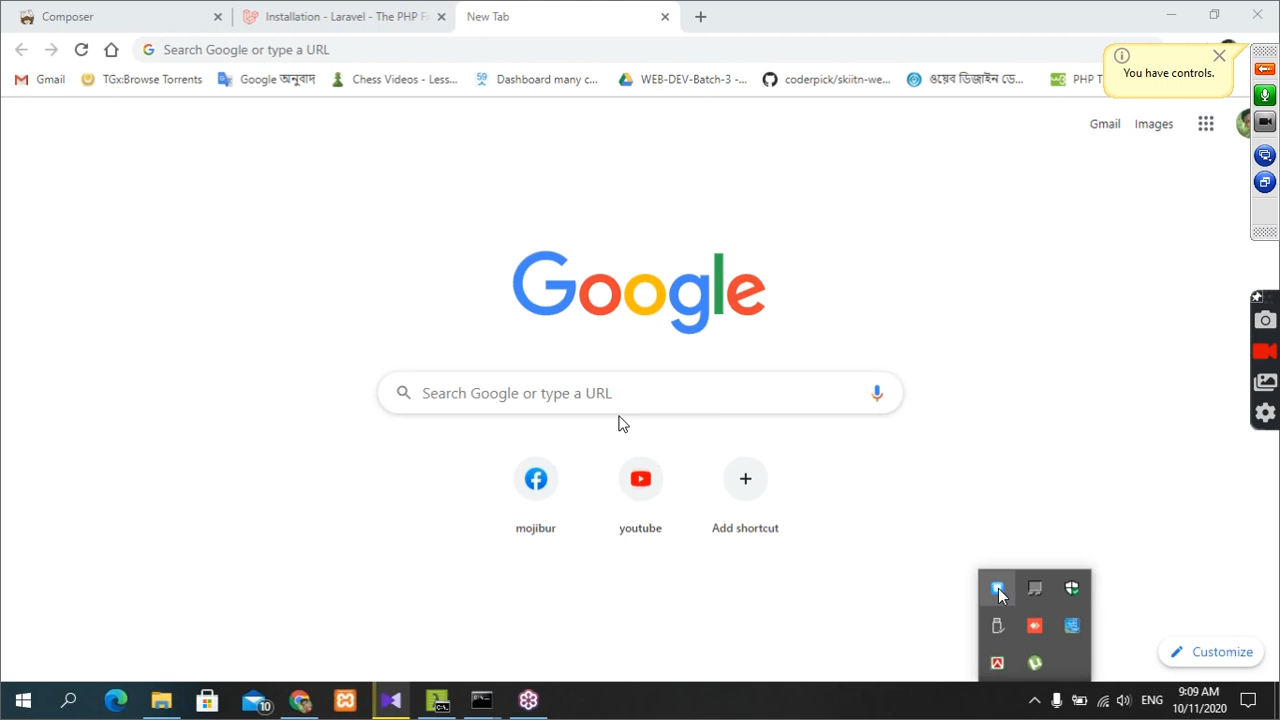 Composer
Installation - Laravel - The PHP F
New Tab
Search Google or type a URL
Gmail
TGx:Browse Torrents
Google অনুবাদ
Chess Videos - Less...
59
Dashboard many c...
WEB-DEV-Batch-3 -...
coderpick/skiitn-we...
ওয়েব ডিজাইন ডে...
PHP T
You have controls.
Gmail
Images
Google
Search Google or type a URL
mojibur
youtube
Add shortcut
Customize
10
ENG
9:09 AM
10/11/2020